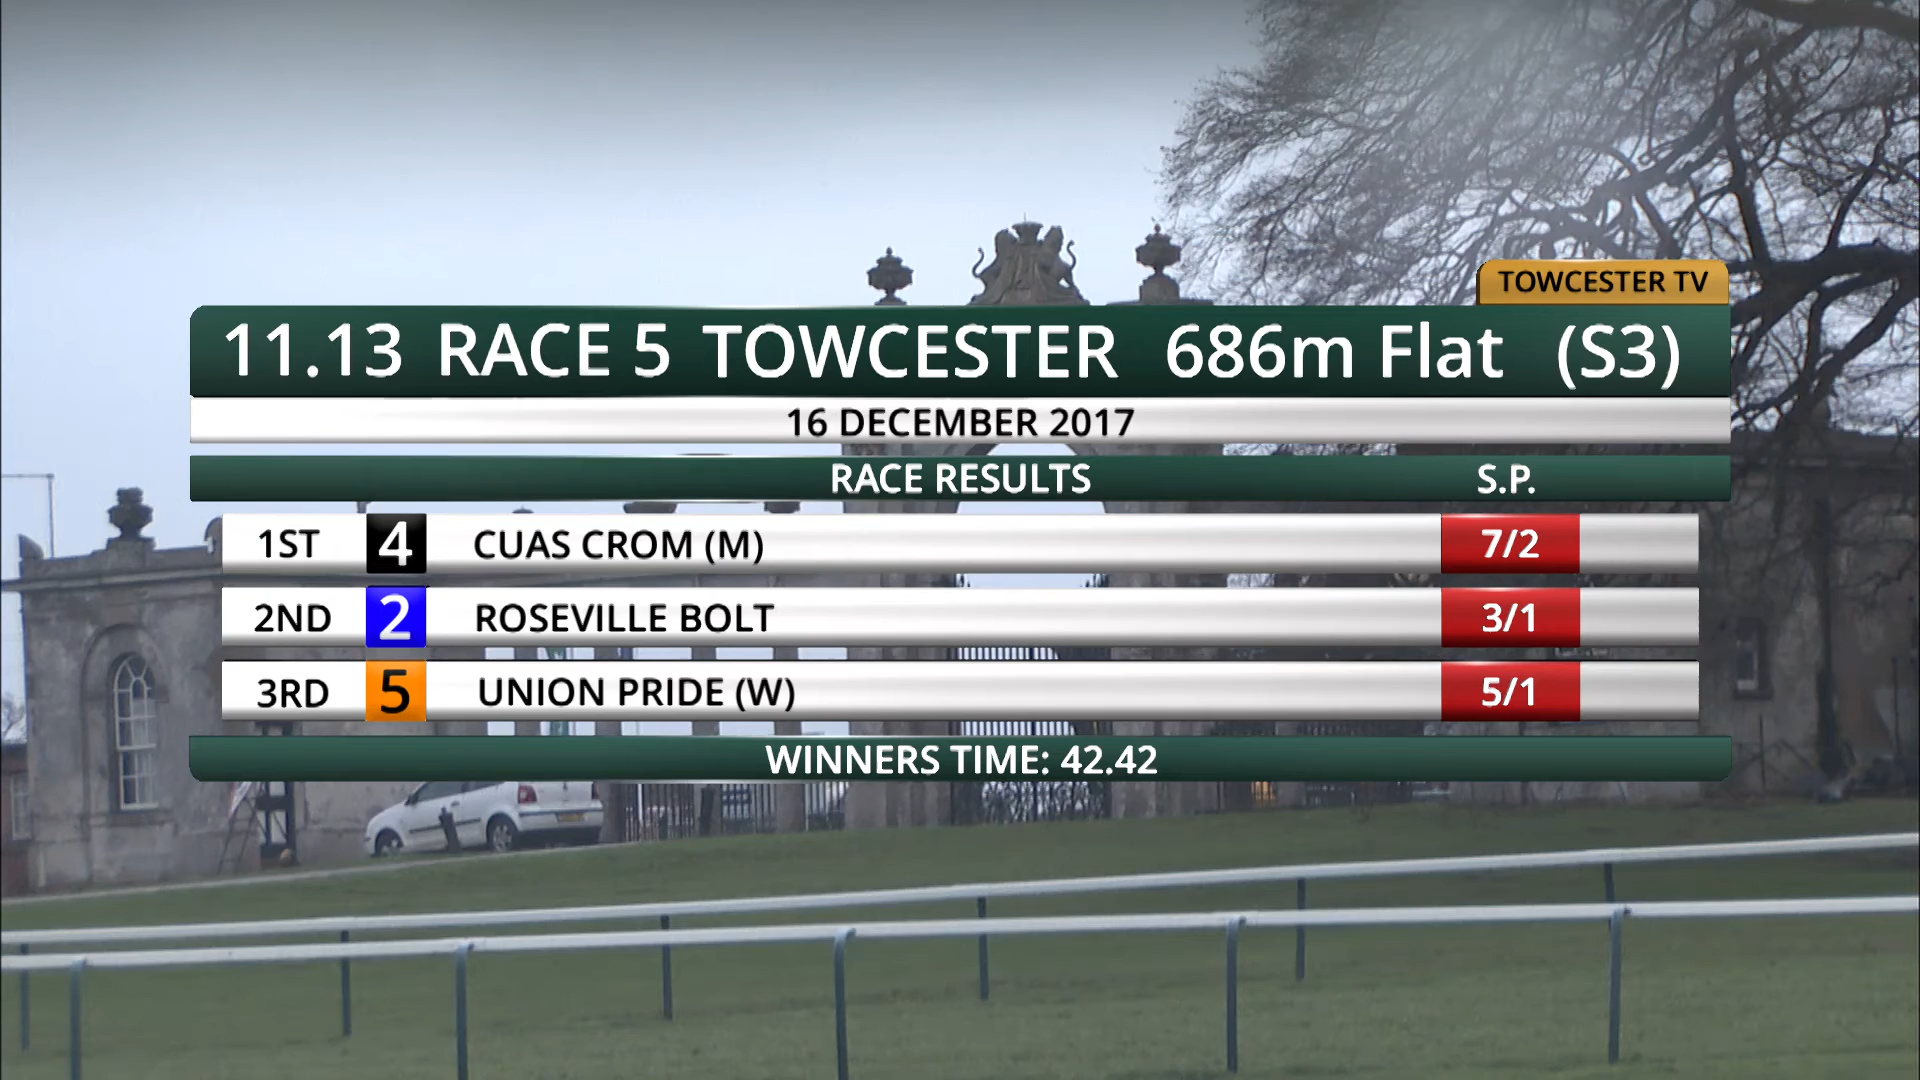 TOWCESTER TV
11.13 RACE 5 TOWCESTER 686m Flat (S3)
16 DECEMBER 2017
RACE RESULTS S.P.
1ST 4 CUAS CROM (M) 7/2
2ND 2 ROSEVILLE BOLT 3/1
3RD 5 UNION PRIDE (W) 5/1
WINNERS TIME: 42.42